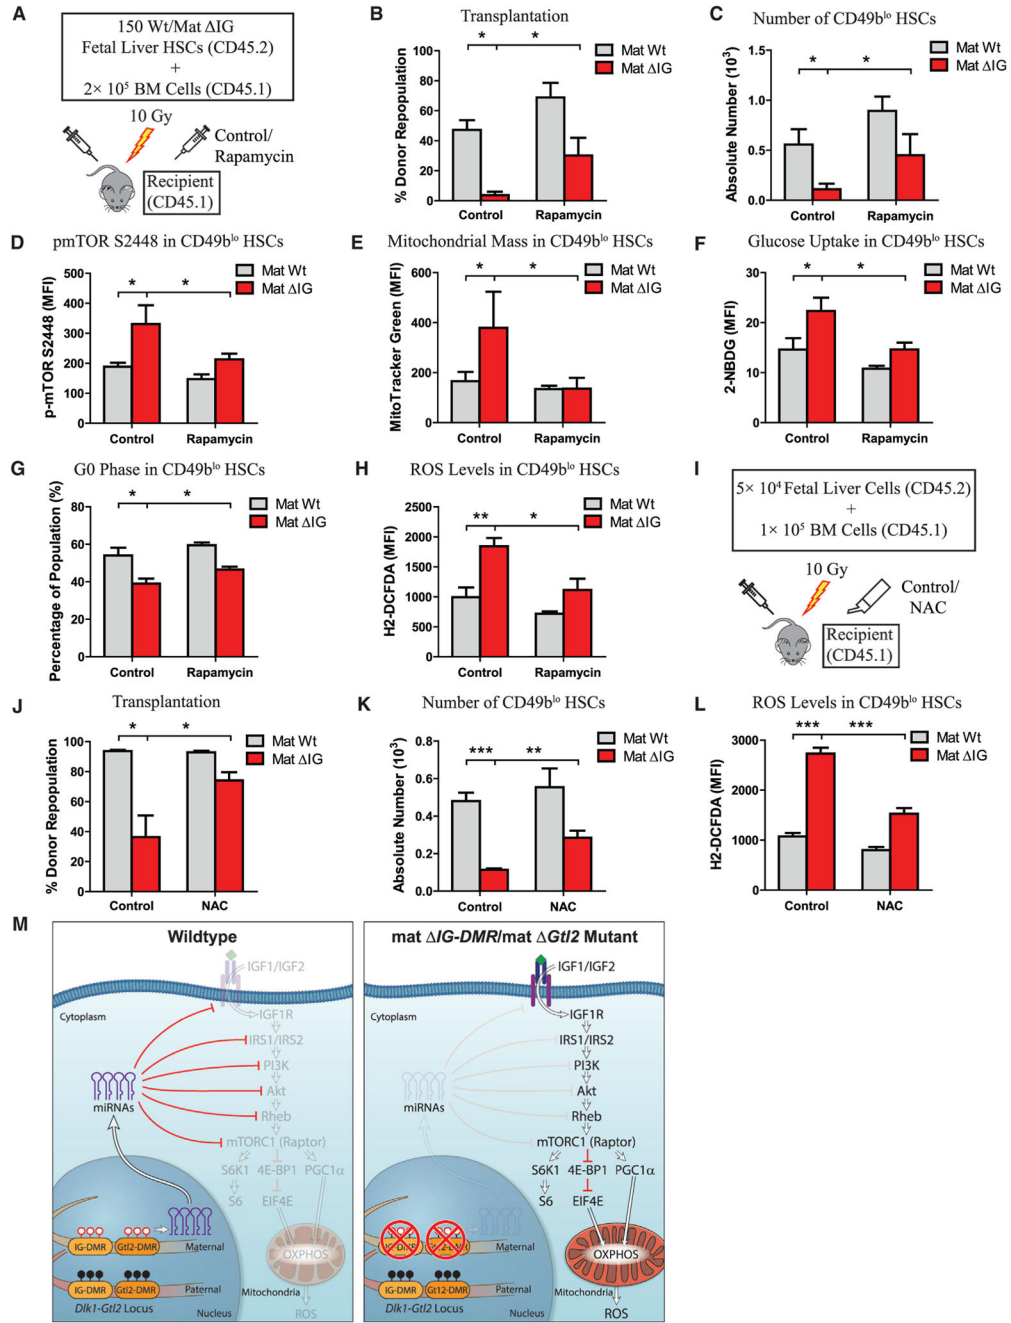 A
150 Wt/Mat ΔIG
Fetal Liver HSCs (CD45.2)
+
2× 10⁵ BM Cells (CD45.1)
10 Gy
Control/
Rapamycin
Recipient
(CD45.1)
B
Transplantation
Mat Wt
Mat ΔIG
% Donor Repopulation
100
80
60
40
20
0
* *
Control Rapamycin
C
Number of CD49bˡᵒ HSCs
Mat Wt
Mat ΔIG
Absolute Number (10³)
1.5
1.0
0.5
0.0
* *
Control Rapamycin
D
pmTOR S2448 in CD49bˡᵒ HSCs
Mat Wt
Mat ΔIG
p-mTOR S2448 (MFI)
500
400
300
200
100
0
* *
Control Rapamycin
E
Mitochondrial Mass in CD49bˡᵒ HSCs
Mat Wt
Mat ΔIG
MitoTracker Green (MFI)
600
400
200
0
* *
Control Rapamycin
F
Glucose Uptake in CD49bˡᵒ HSCs
Mat Wt
Mat ΔIG
2-NBDG (MFI)
30
20
10
0
* *
Control Rapamycin
G
G0 Phase in CD49bˡᵒ HSCs
Mat Wt
Mat ΔIG
Percentage of Population (%)
80
60
40
20
0
* *
Control Rapamycin
H
ROS Levels in CD49bˡᵒ HSCs
Mat Wt
Mat ΔIG
H2-DCFDA (MFI)
2500
2000
1500
1000
500
0
** *
Control Rapamycin
I
5× 10⁴ Fetal Liver Cells (CD45.2)
+
1× 10⁵ BM Cells (CD45.1)
10 Gy
Control/
NAC
Recipient
(CD45.1)
J
Transplantation
Mat Wt
Mat ΔIG
% Donor Repopulation
100
80
60
40
20
0
* *
Control NAC
K
Number of CD49bˡᵒ HSCs
Mat Wt
Mat ΔIG
Absolute Number (10³)
0.8
0.6
0.4
0.2
0.0
*** **
Control NAC
L
ROS Levels in CD49bˡᵒ HSCs
Mat Wt
Mat ΔIG
H2-DCFDA (MFI)
3000
2000
1000
0
*** ***
Control NAC
M
Wildtype
IGF1/IGF2
Cytoplasm
IGF1R
IRS1/IRS2
PI3K
Akt
miRNAs
Rheb
mTORC1 (Raptor)
S6K1 4E-BP1 PGC1α
S6 EIF4E
OXPHOS
IG-DMR Gtl2-DMR Maternal
IG-DMR Gtl2-DMR Paternal
Dlk1-Gtl2 Locus
Nucleus
Mitochondria
ROS
mat ΔIG-DMR/mat ΔGtl2 Mutant
IGF1/IGF2
Cytoplasm
IGF1R
IRS1/IRS2
PI3K
Akt
miRNAs
Rheb
mTORC1 (Raptor)
S6K1 4E-BP1 PGC1α
S6 EIF4E
OXPHOS
IG-DMR Gtl2-DMR Maternal
IG-DMR Gt12-DMR Paternal
Dlk1-Gtl2 Locus
Nucleus
Mitochondria
ROS